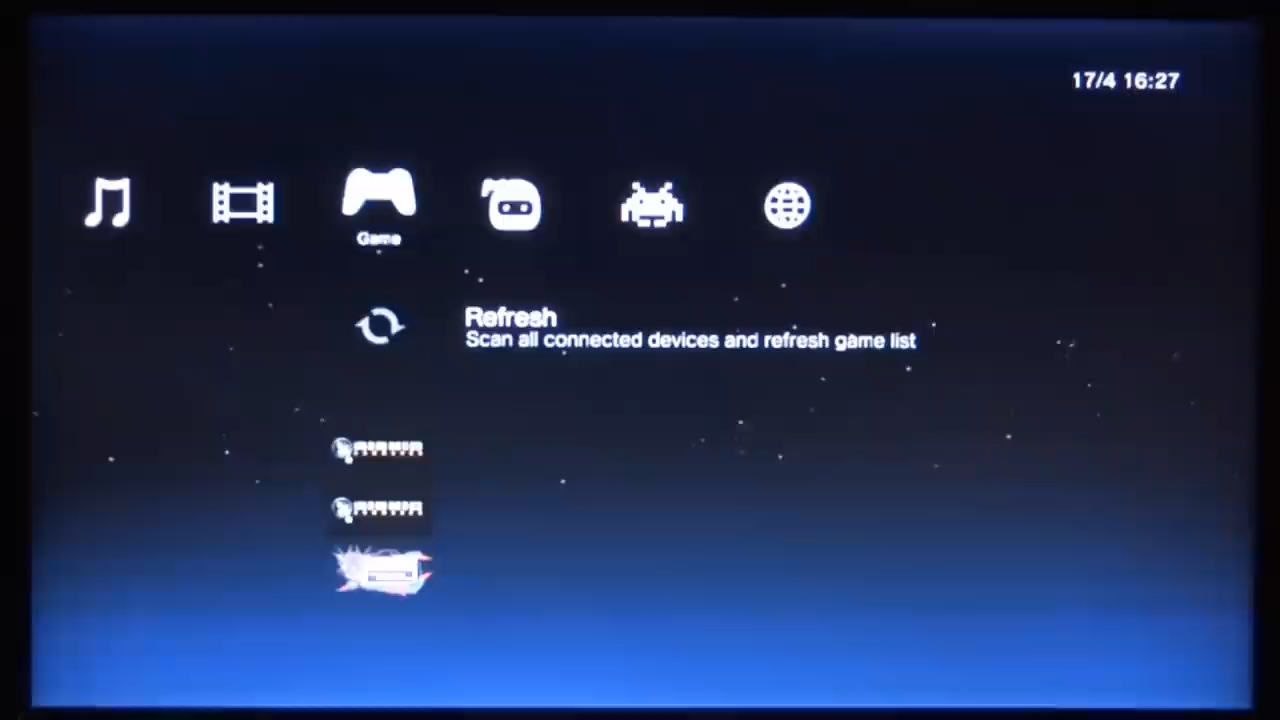 17/4 16:27
Game
Refresh
Scan all connected devices and refresh game list